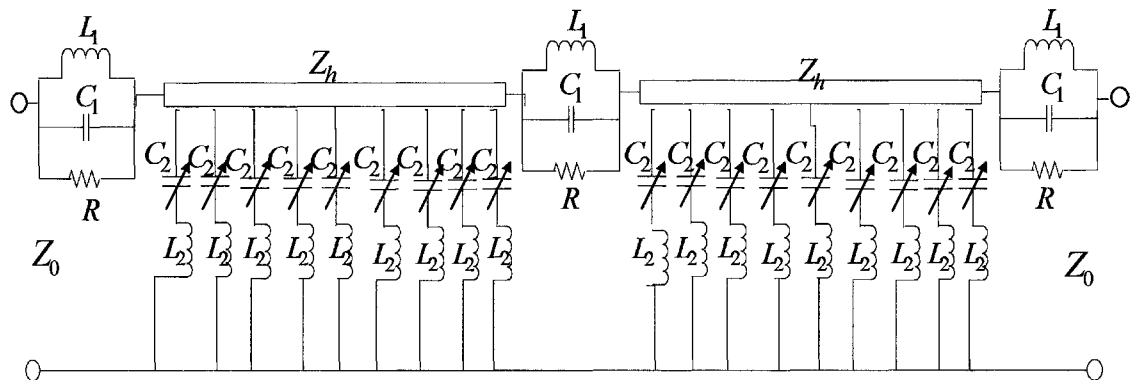 L1 L1 L1
Zh Zh
C1 C1 C1
C2 C2 C2 C2 C2 C2 C2 C2 C2 C2 C2 C2 C2 C2 C2 C2 C2 C2
R R R
L2 L2 L2 L2 L2 L2 L2 L2 L2 L2 L2 L2 L2 L2 L2 L2 L2 L2
Z0 Z0